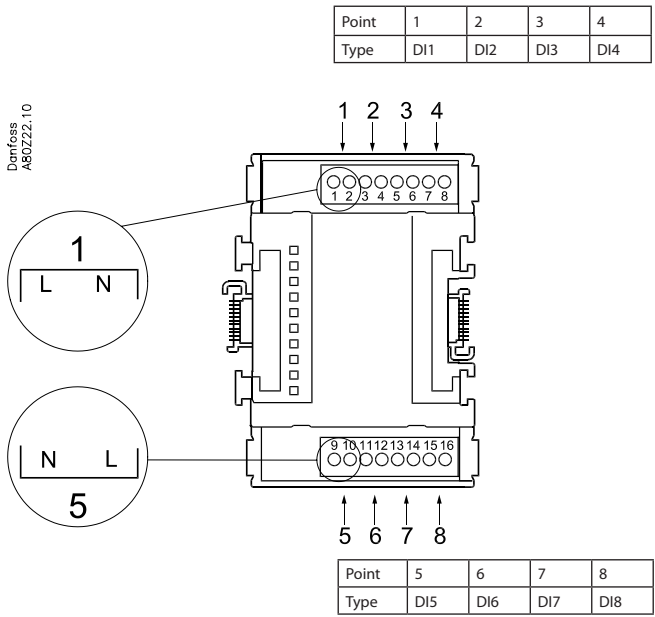 Point 1 2 3 4
Type DI1 DI2 DI3 DI4
Danfoss
A80Z22.10
1 2 3 4
1 2 3 4 5 6 7 8
1
L N
N L
5
9 10 11 12 13 14 15 16
5 6 7 8
Point 5 6 7 8
Type DI5 DI6 DI7 DI8